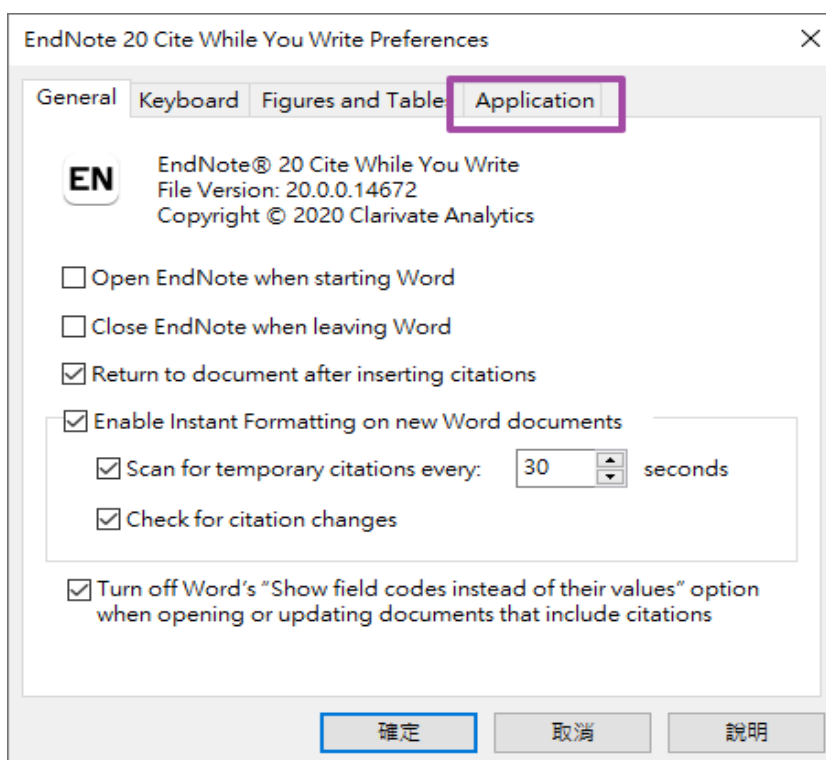 EndNote 20 Cite While You Write Preferences
General Keyboard Figures and Table Application
EN
EndNote® 20 Cite While You Write
File Version: 20.0.0.14672
Copyright © 2020 Clarivate Analytics
Open EndNote when starting Word
Close EndNote when leaving Word
Return to document after inserting citations
Enable Instant Formatting on new Word documents
Scan for temporary citations every: 30 seconds
Check for citation changes
Turn off Word's "Show field codes instead of their values" option
when opening or updating documents that include citations
確定 取消 說明